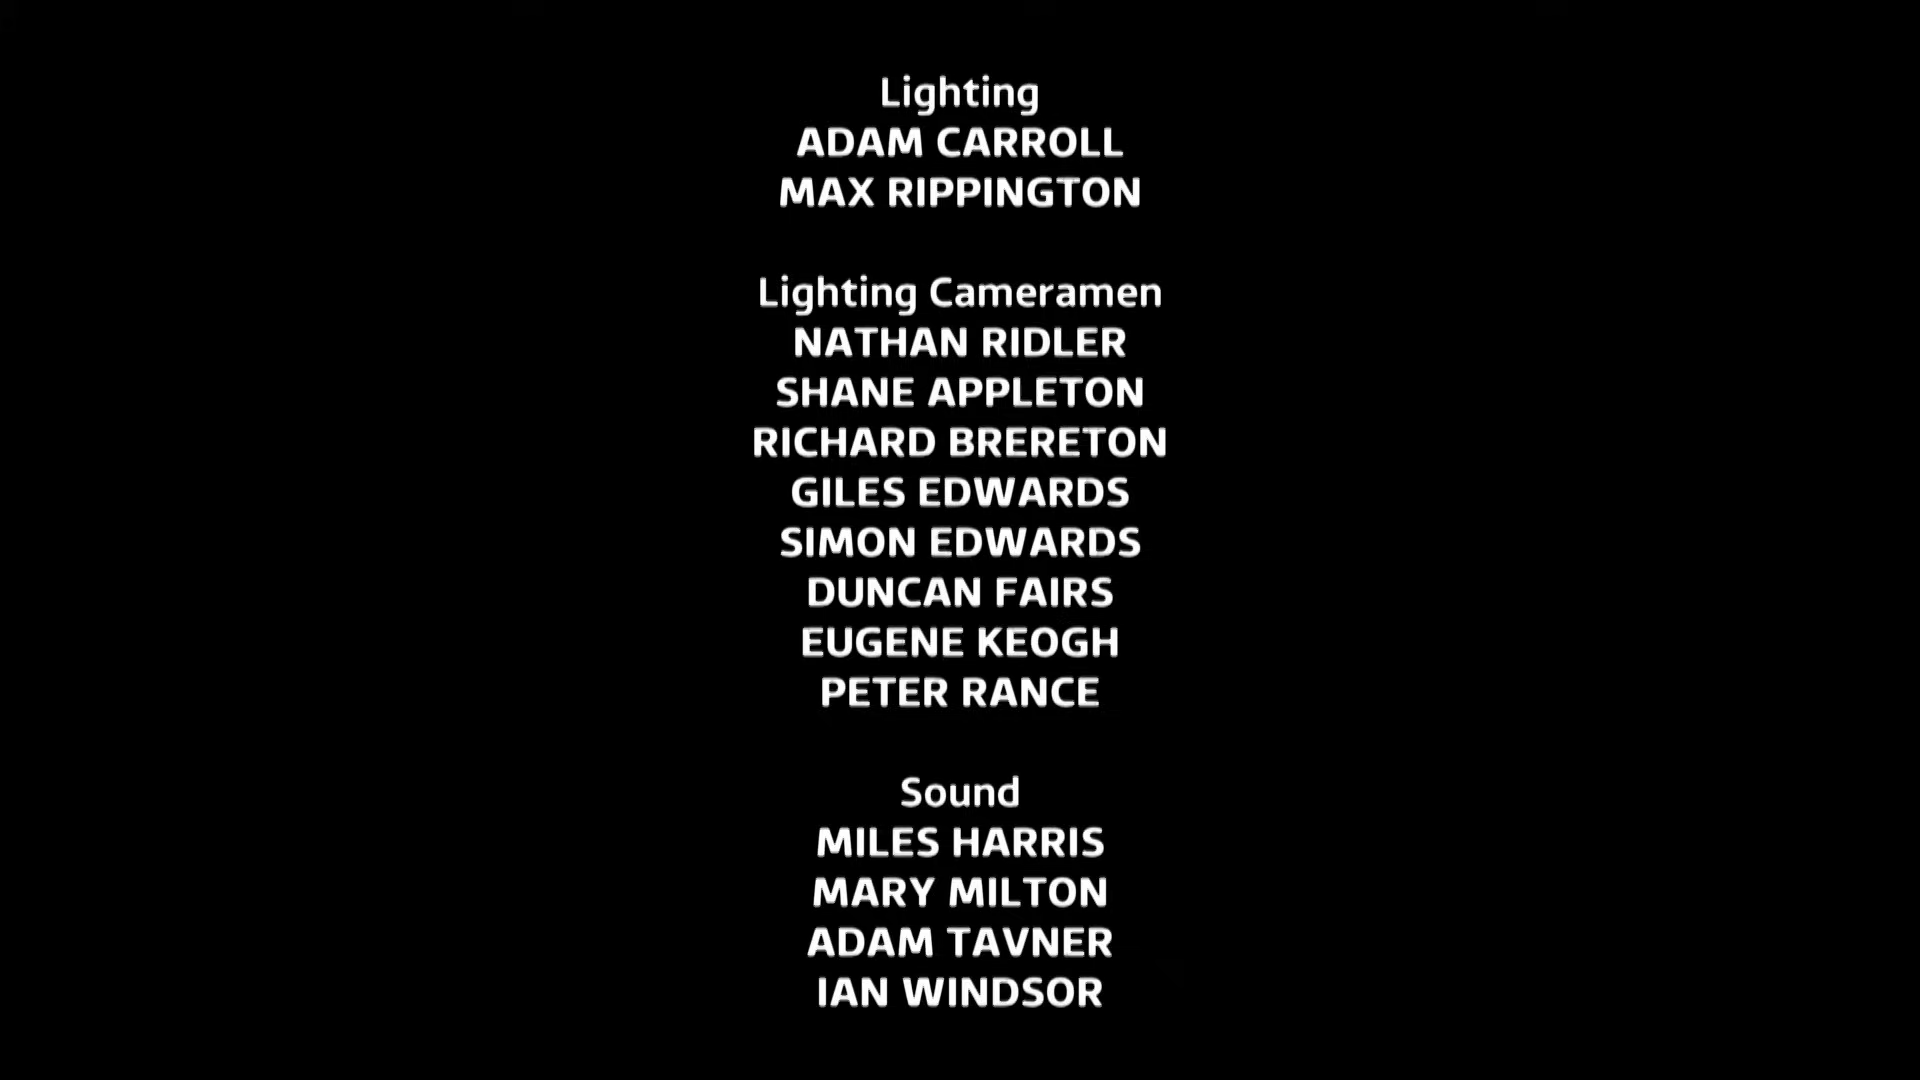 Lighting
ADAM CARROLL
MAX RIPPINGTON
Lighting Cameramen
NATHAN RIDLER
SHANE APPLETON
RICHARD BRERETON
GILES EDWARDS
SIMON EDWARDS
DUNCAN FAIRS
EUGENE KEOGH
PETER RANCE
Sound
MILES HARRIS
MARY MILTON
ADAM TAVNER
IAN WINDSOR